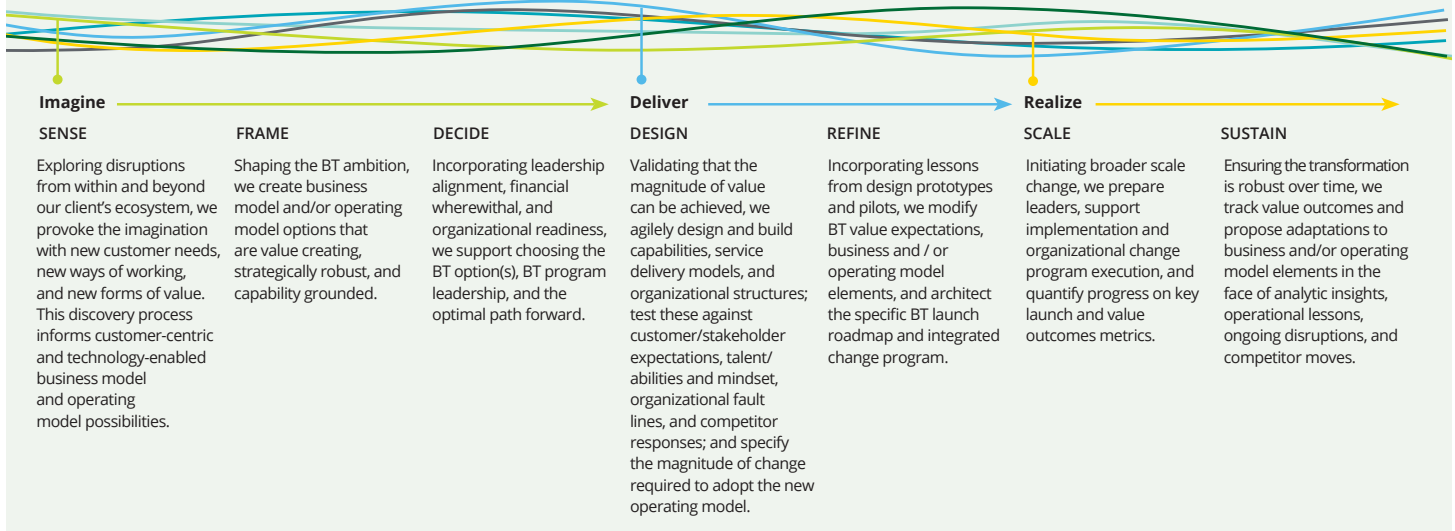 Imagine
Deliver
Realize
SENSE
Exploring disruptions
from within and beyond
our client's ecosystem, we
provoke the imagination
with new customer needs,
new ways of working,
and new forms of value.
This discovery process
informs customer-centric
and technology-enabled
business model
and operating
model possibilities.
FRAME
Shaping the BT ambition,
we create business
model and/or operating
model options that
are value creating,
strategically robust, and
capability grounded.
DECIDE
Incorporating leadership
alignment, financial
wherewithal, and
organizational readiness,
we support choosing the
BT option(s), BT program
leadership, and the
optimal path forward.
DESIGN
Validating that the
magnitude of value
can be achieved, we
agilely design and build
capabilities, service
delivery models, and
organizational structures;
test these against
customer/stakeholder
expectations, talent/
abilities and mindset,
organizational fault
lines, and competitor
responses; and specify
the magnitude of change
required to adopt the new
operating model.
REFINE
Incorporating lessons
from design prototypes
and pilots, we modify
BT value expectations,
business and / or
operating model
elements, and architect
the specific BT launch
roadmap and integrated
change program.
SCALE
Initiating broader scale
change, we prepare
leaders, support
implementation and
organizational change
program execution, and
quantify progress on key
launch and value
outcomes metrics.
SUSTAIN
Ensuring the transformation
is robust over time, we
track value outcomes and
propose adaptations to
business and/or operating
model elements in the
face of analytic insights,
operational lessons,
ongoing disruptions, and
competitor moves.